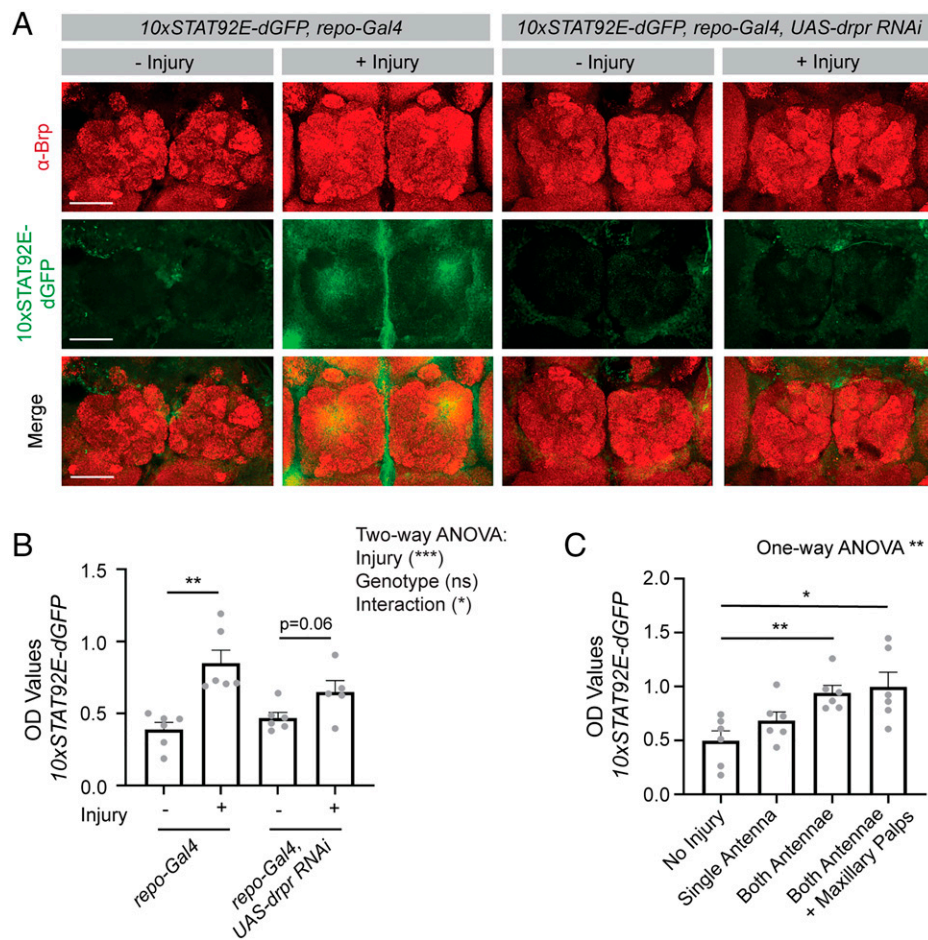 A
10xSTAT92E-dGFP, repo-Gal4
10xSTAT92E-dGFP, repo-Gal4, UAS-drpr RNAi
- Injury
+ Injury
- Injury
+ Injury
α-Brp
10xSTAT92E-
dGFP
Merge
B
Two-way ANOVA:
Injury (***)
Genotype (ns)
Interaction (*)
OD Values
10xSTAT92E-dGFP
1.5
1.0
0.5
0.0
**
p=0.06
Injury
-
+
-
+
repo-Gal4
repo-Gal4,
UAS-drpr RNAi
C
One-way ANOVA **
OD Values
10xSTAT92E-dGFP
2.0
1.5
1.0
0.5
0.0
*
**
No Injury
Single Antenna
Both Antennae
Both Antennae
+ Maxillary Palps